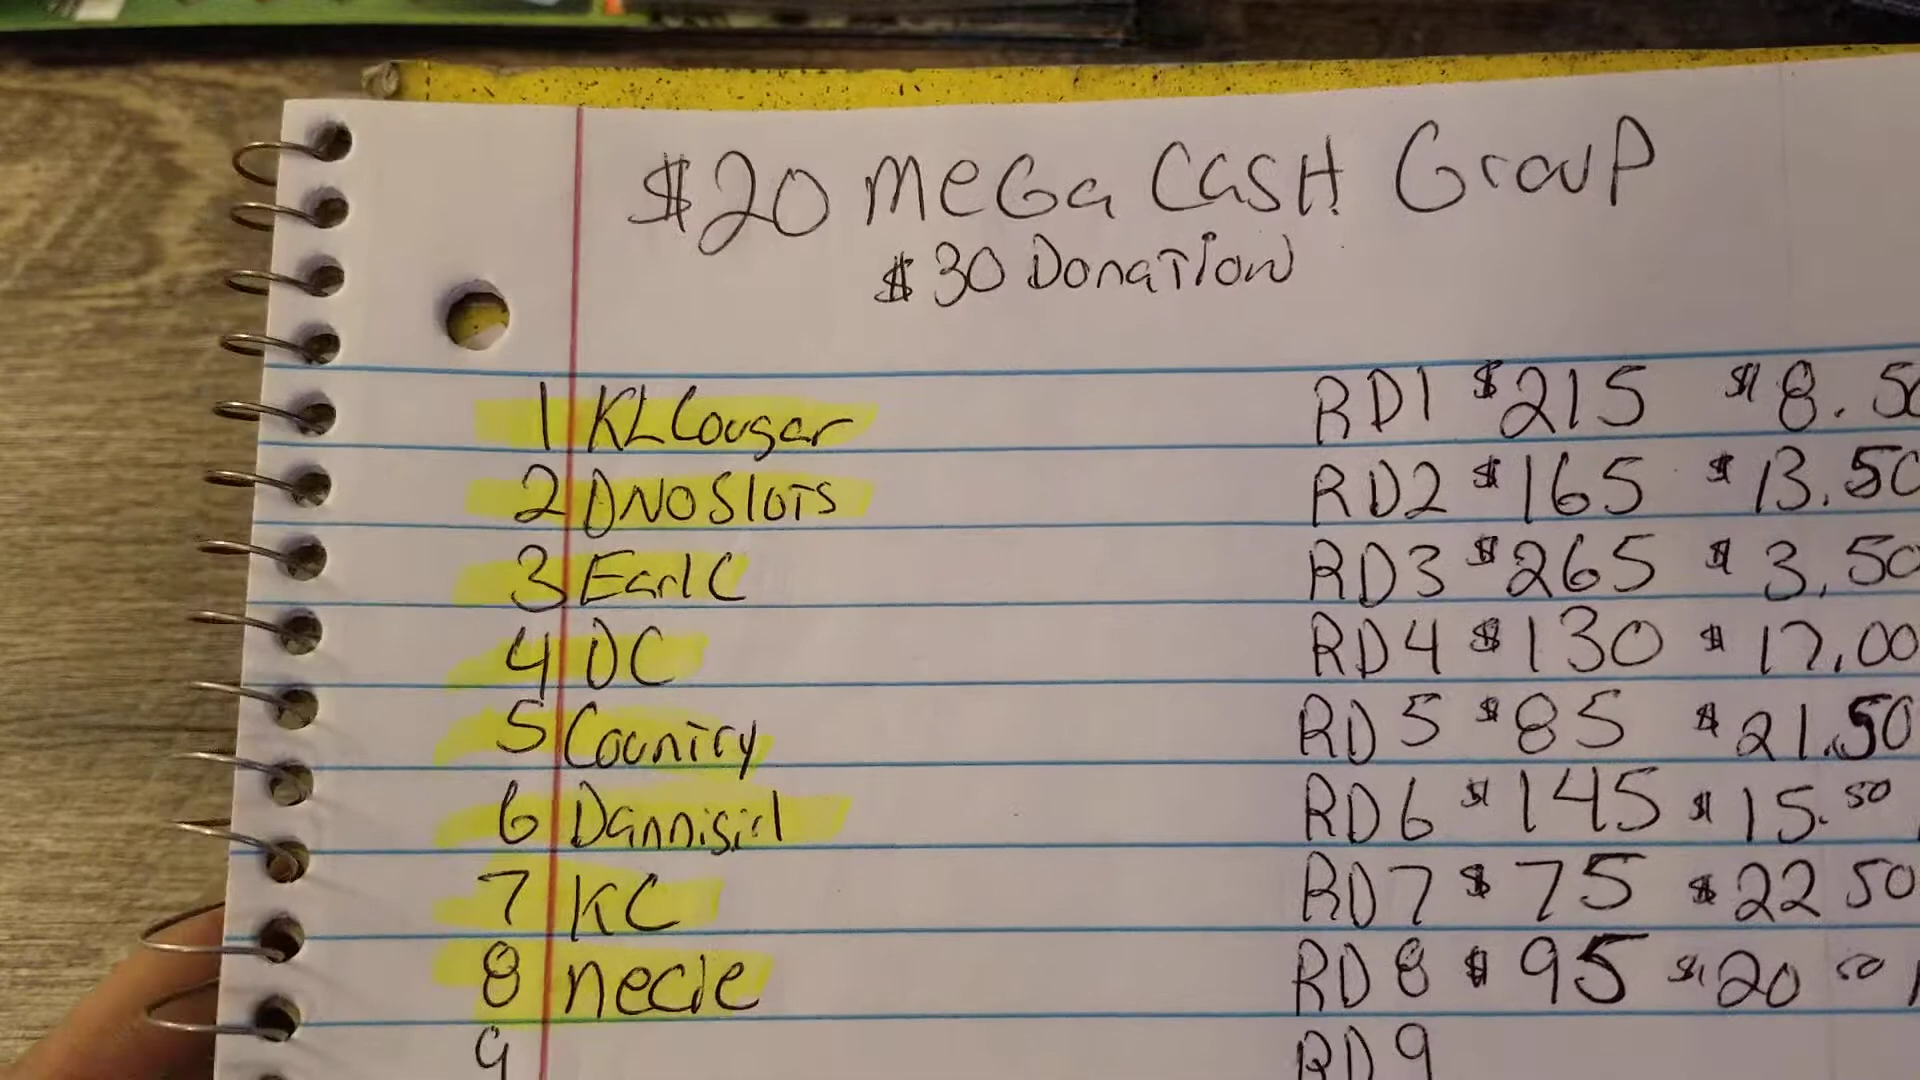 $20 MeGa CasH Group
$30 Donation
1 KLCougar RD1 $215 $8.50
2 DNOSlots RD2 $165 $13.50
3 EarlC RD3 $265 $3.50
4 DC RD4 $130 $17.00
5 Country RD5 $85 $21.50
6 RD6 $145 $15.50
7 KC RD7 $75 $22 50
8 necie RD8 $95 $20 50
9 RD9